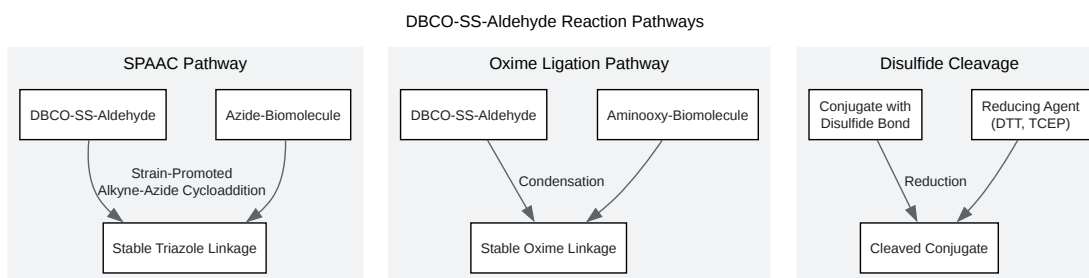 DBCO-SS-Aldehyde Reaction Pathways
SPAAC Pathway
DBCO-SS-Aldehyde
Azide-Biomolecule
Strain-Promoted
Alkyne-Azide Cycloaddition
Stable Triazole Linkage
Oxime Ligation Pathway
DBCO-SS-Aldehyde
Aminooxy-Biomolecule
Condensation
Stable Oxime Linkage
Disulfide Cleavage
Conjugate with
Disulfide Bond
Reducing Agent
(DTT, TCEP)
Reduction
Cleaved Conjugate